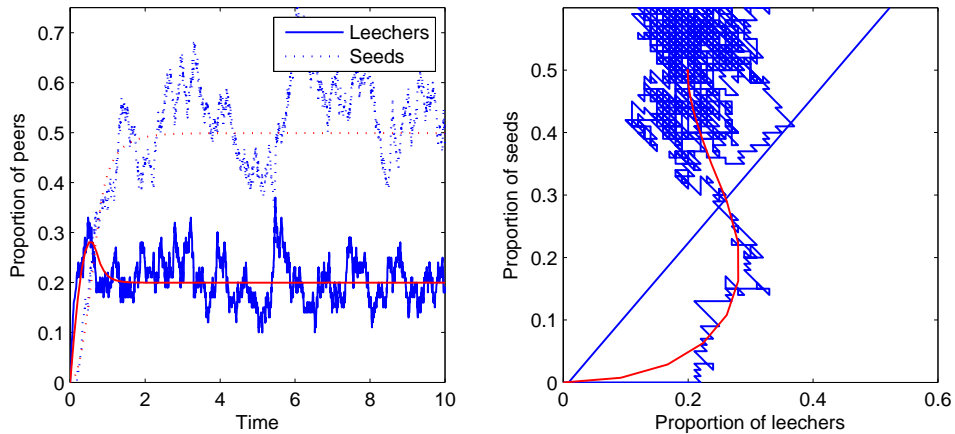 Leechers
Seeds
Proportion of peers
0.7
0.6
0.5
0.4
0.3
0.2
0.1
0
0 2 4 6 8 10
Time
Proportion of seeds
0.5
0.4
0.3
0.2
0.1
0
0 0.2 0.4 0.6
Proportion of leechers